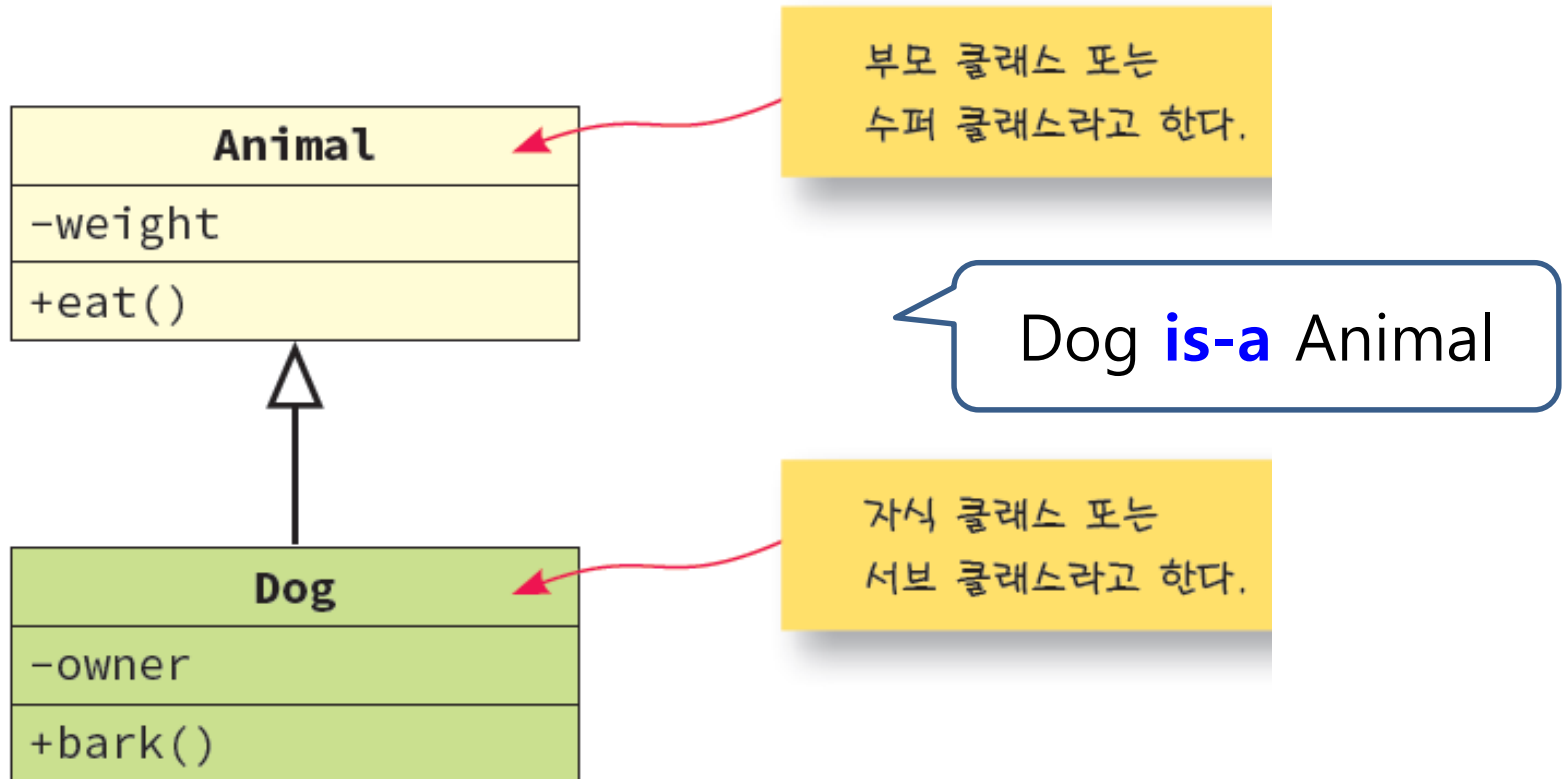 부모 클래스 또는
수퍼 클래스라고 한다.
Animal
-weight
+eat()
Dog is-a Animal
자식 클래스 또는
서브 클래스라고 한다.
Dog
-owner
+bark()